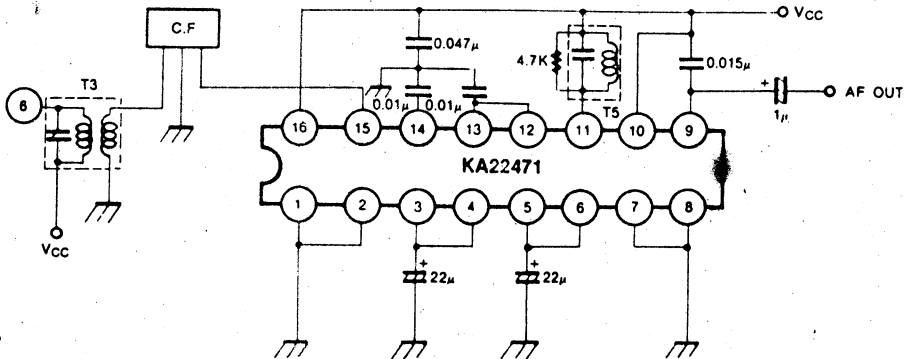 Vcc
C.F
0.047μ
4.7K
0.015μ
T3
6
T5
+
AF OUT
1μ
0.01μ 0.01μ
16 15 14 13 12 11 10 9
KA22471
1 2 3 4 5 6 7 8
Vcc
+
22μ
+
22μ